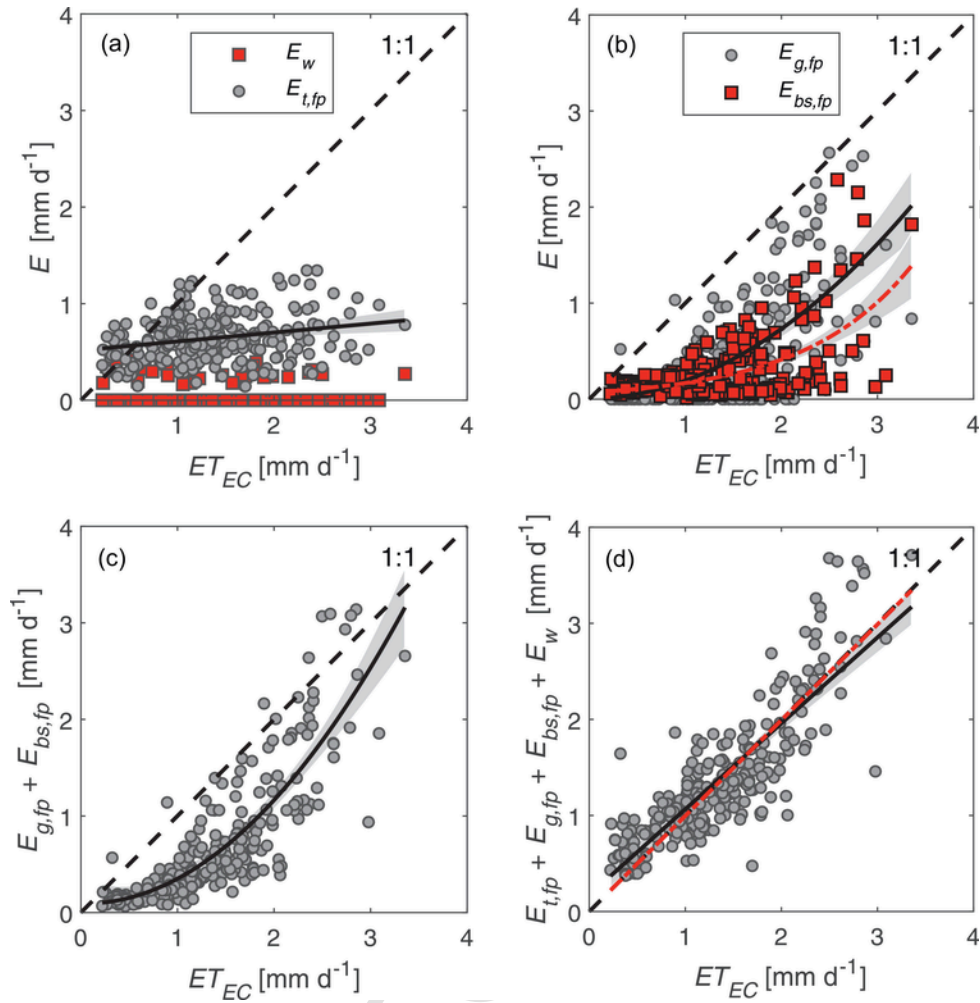 (a)
E_w
E_t,fp
1:1
E [mm d⁻¹]
4
3
2
1
0
0 1 2 3 4
ET_EC [mm d⁻¹]
(b)
E_g,fp
E_bs,fp
1:1
E [mm d⁻¹]
4
3
2
1
0
0 1 2 3 4
ET_EC [mm d⁻¹]
(c)
1:1
E_g,fp + E_bs,fp [mm d⁻¹]
4
3
2
1
0
0 1 2 3 4
ET_EC [mm d⁻¹]
(d)
1:1
E_t,fp + E_g,fp + E_bs,fp + E_w [mm d⁻¹]
4
3
2
1
0
0 1 2 3 4
ET_EC [mm d⁻¹]